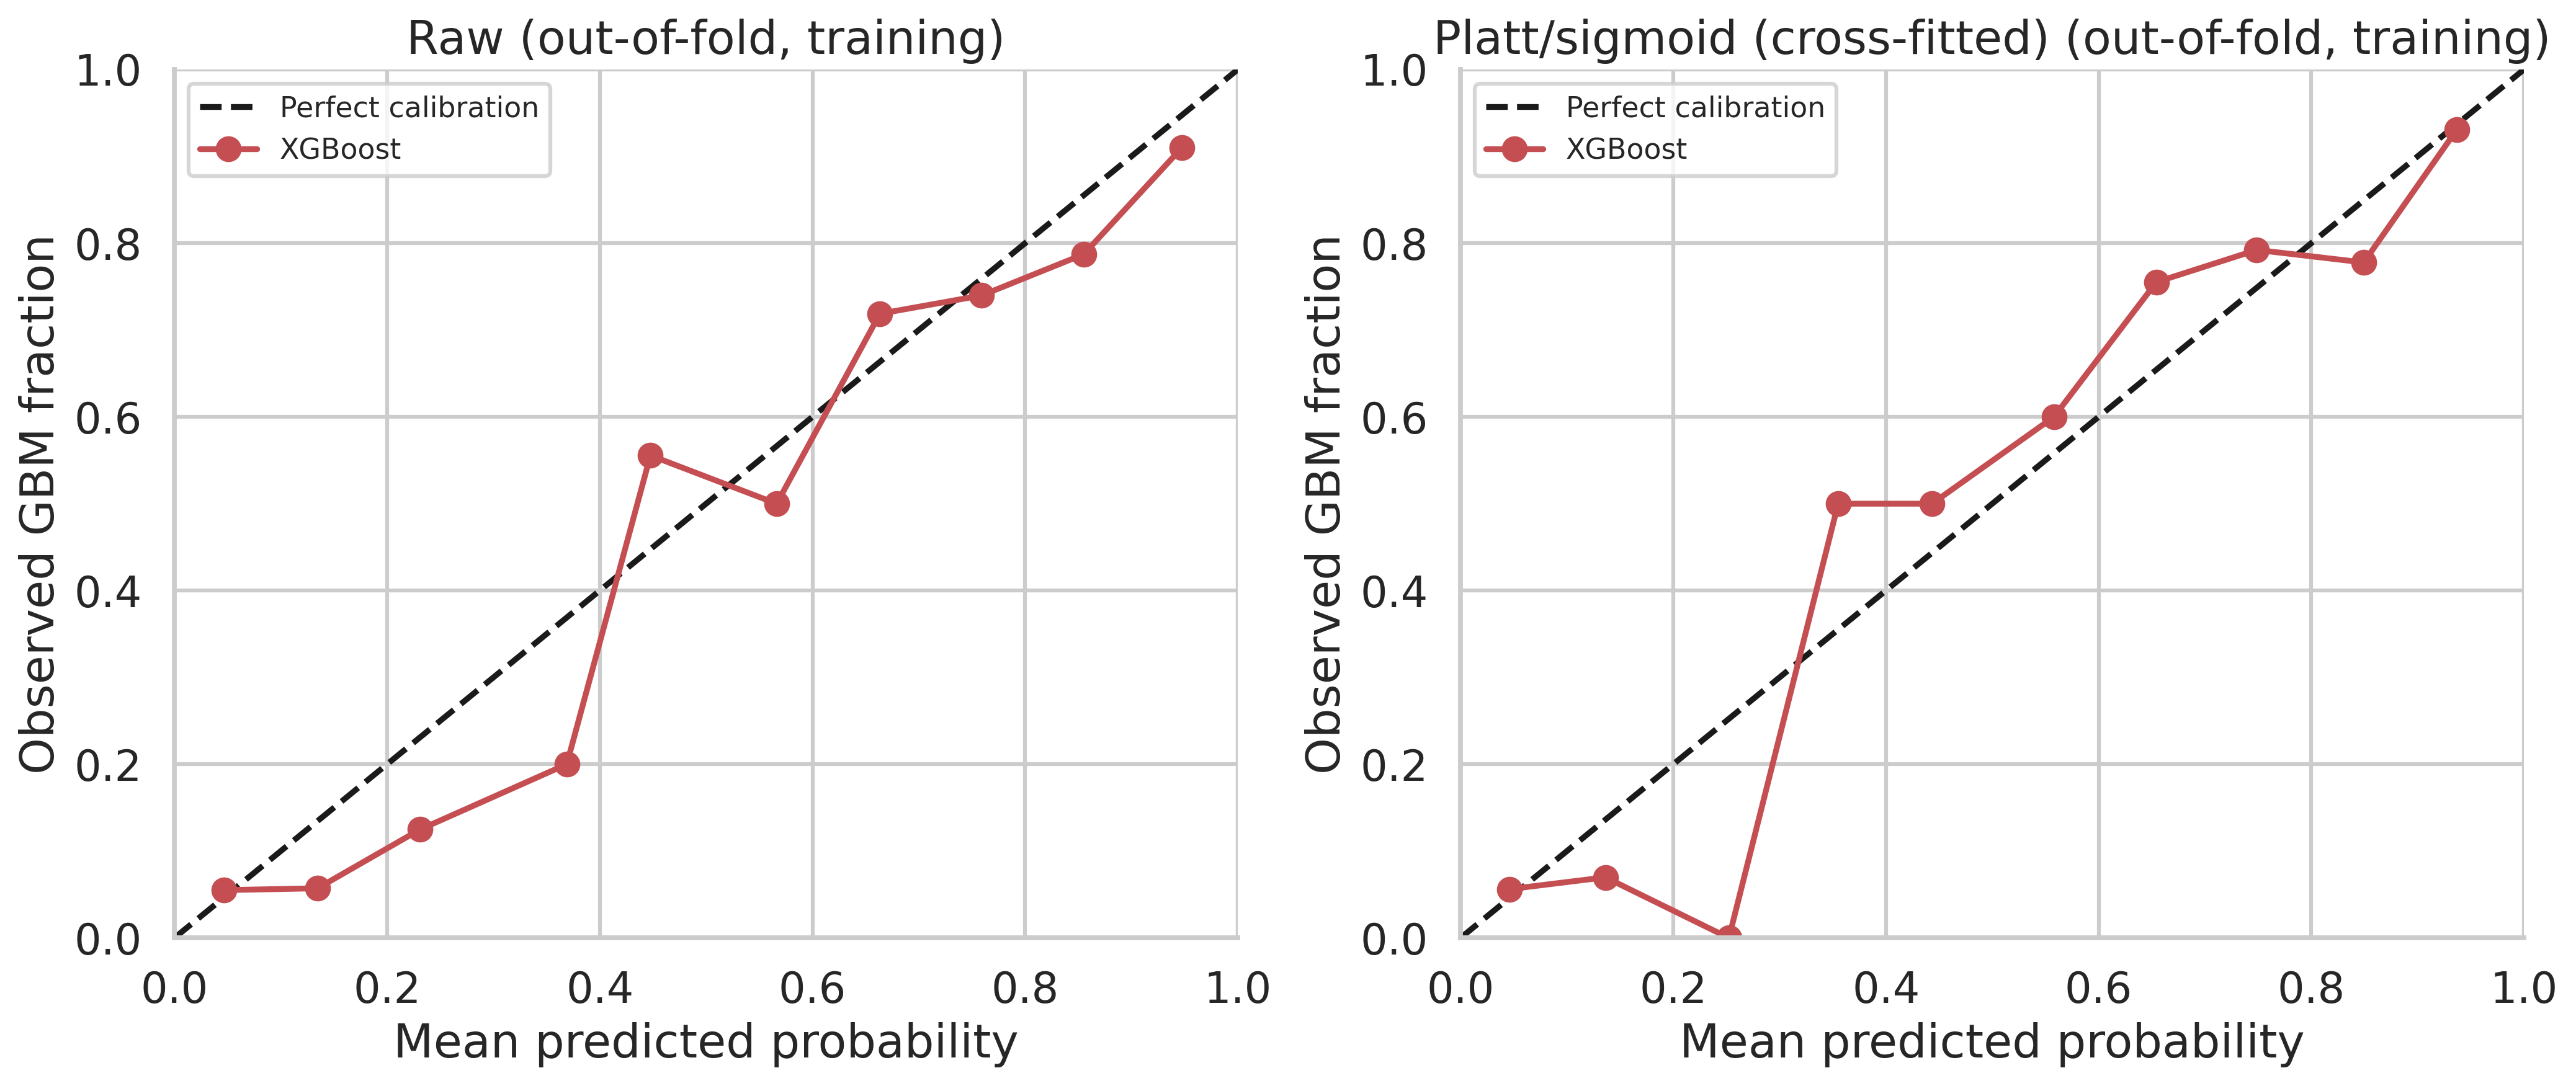 Raw (out-of-fold, training)
Perfect calibration
XGBoost
Observed GBM fraction
1.0
0.8
0.6
0.4
0.2
0.0
0.0 0.2 0.4 0.6 0.8 1.0
Mean predicted probability
Platt/sigmoid (cross-fitted) (out-of-fold, training)
Perfect calibration
XGBoost
Observed GBM fraction
1.0
0.8
0.6
0.4
0.2
0.0
0.0 0.2 0.4 0.6 0.8 1.0
Mean predicted probability